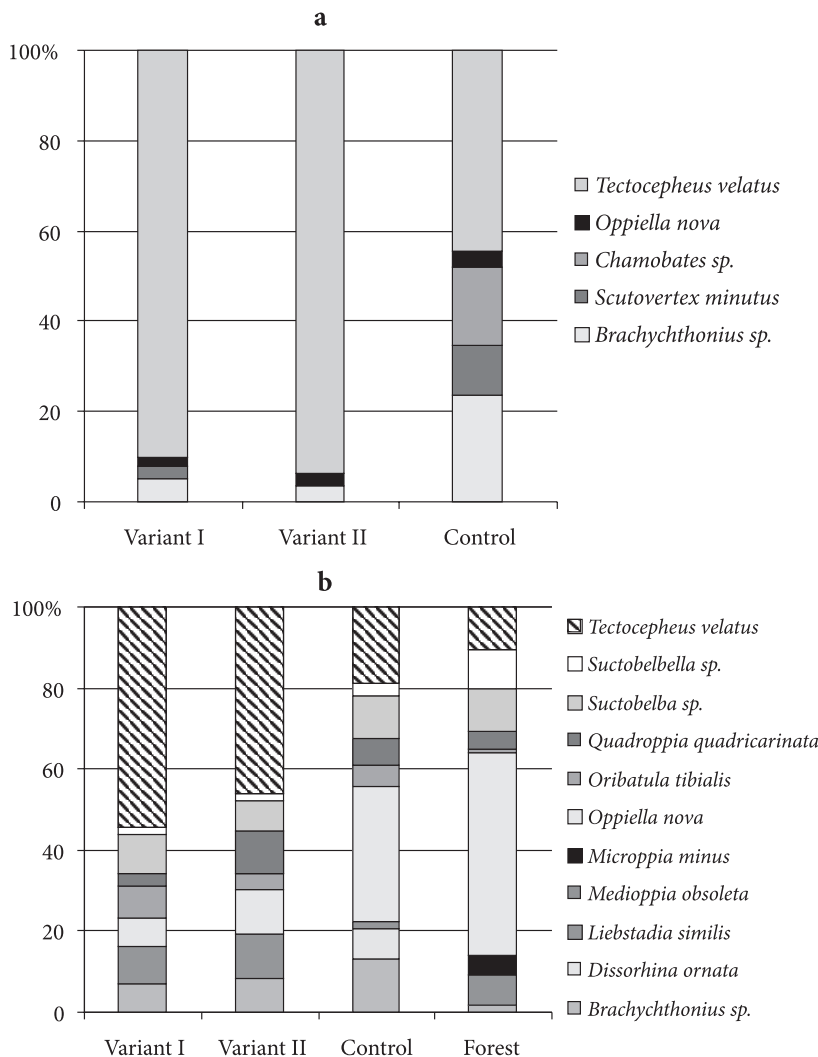 a
100%
80
60
40
20
0
Variant I
Variant II
Control
Tectocepheus velatus
Oppiella nova
Chamobates sp.
Scutovertex minutus
Brachychthonius sp.
b
100%
80
60
40
20
0
Variant I
Variant II
Control
Forest
Tectocepheus velatus
Suctobelbella sp.
Suctobelba sp.
Quadroppia quadricarinata
Oribatula tibialis
Oppiella nova
Microppia minus
Medioppia obsoleta
Liebstadia similis
Dissorhina ornata
Brachychthonius sp.